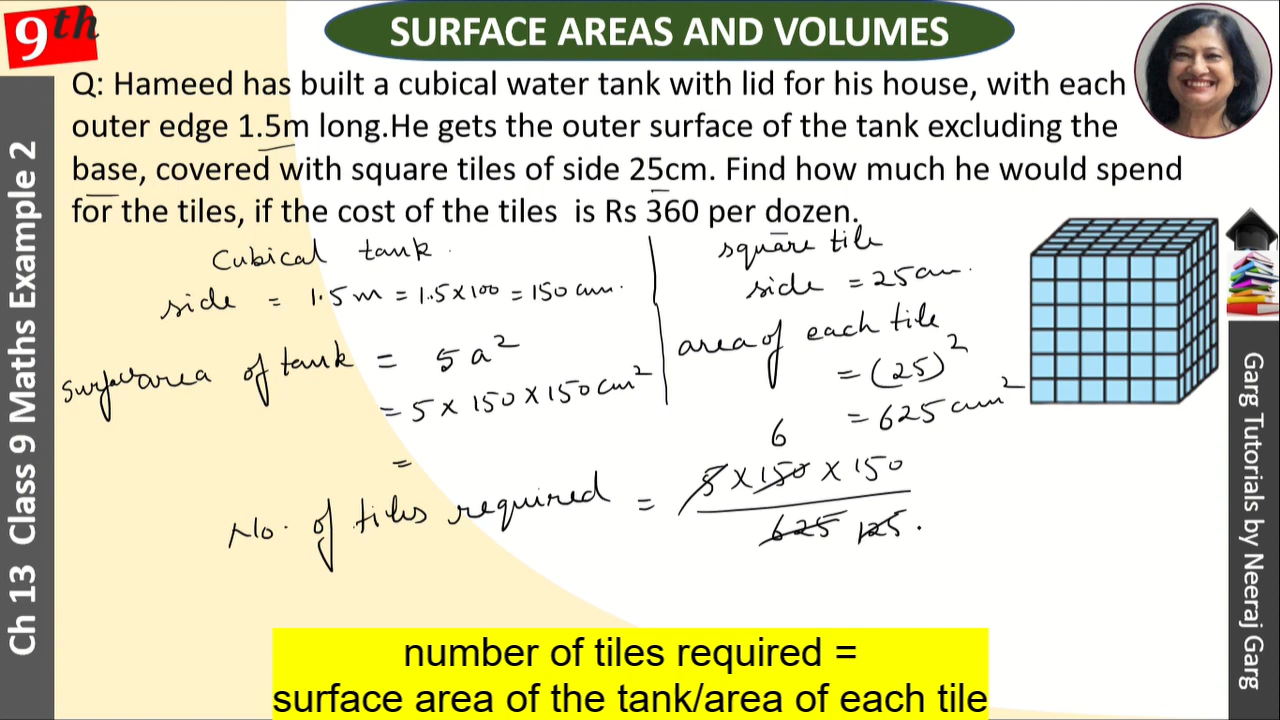 9th
SURFACE AREAS AND VOLUMES
Q: Hameed has built a cubical water tank with lid for his house, with each
outer edge 1.5m long.He gets the outer surface of the tank excluding the
base, covered with square tiles of side 25cm. Find how much he would spend
for the tiles, if the cost of the tiles is Rs 360 per dozen.
Cubical tank.
side = 1.5m = 1.5×100 = 150 cm.
Surface area of tank = 5a²
= 5 × 150 × 150 cm²
=
square tile
side = 25cm.
area of each tile
= (25)²
= 625 cm²
6
No. of tiles required = 5 × 150 × 150
625 125.
number of tiles required =
surface area of the tank/area of each tile
Ch 13 Class 9 Maths Example 2
Garg Tutorials by Neeraj Garg